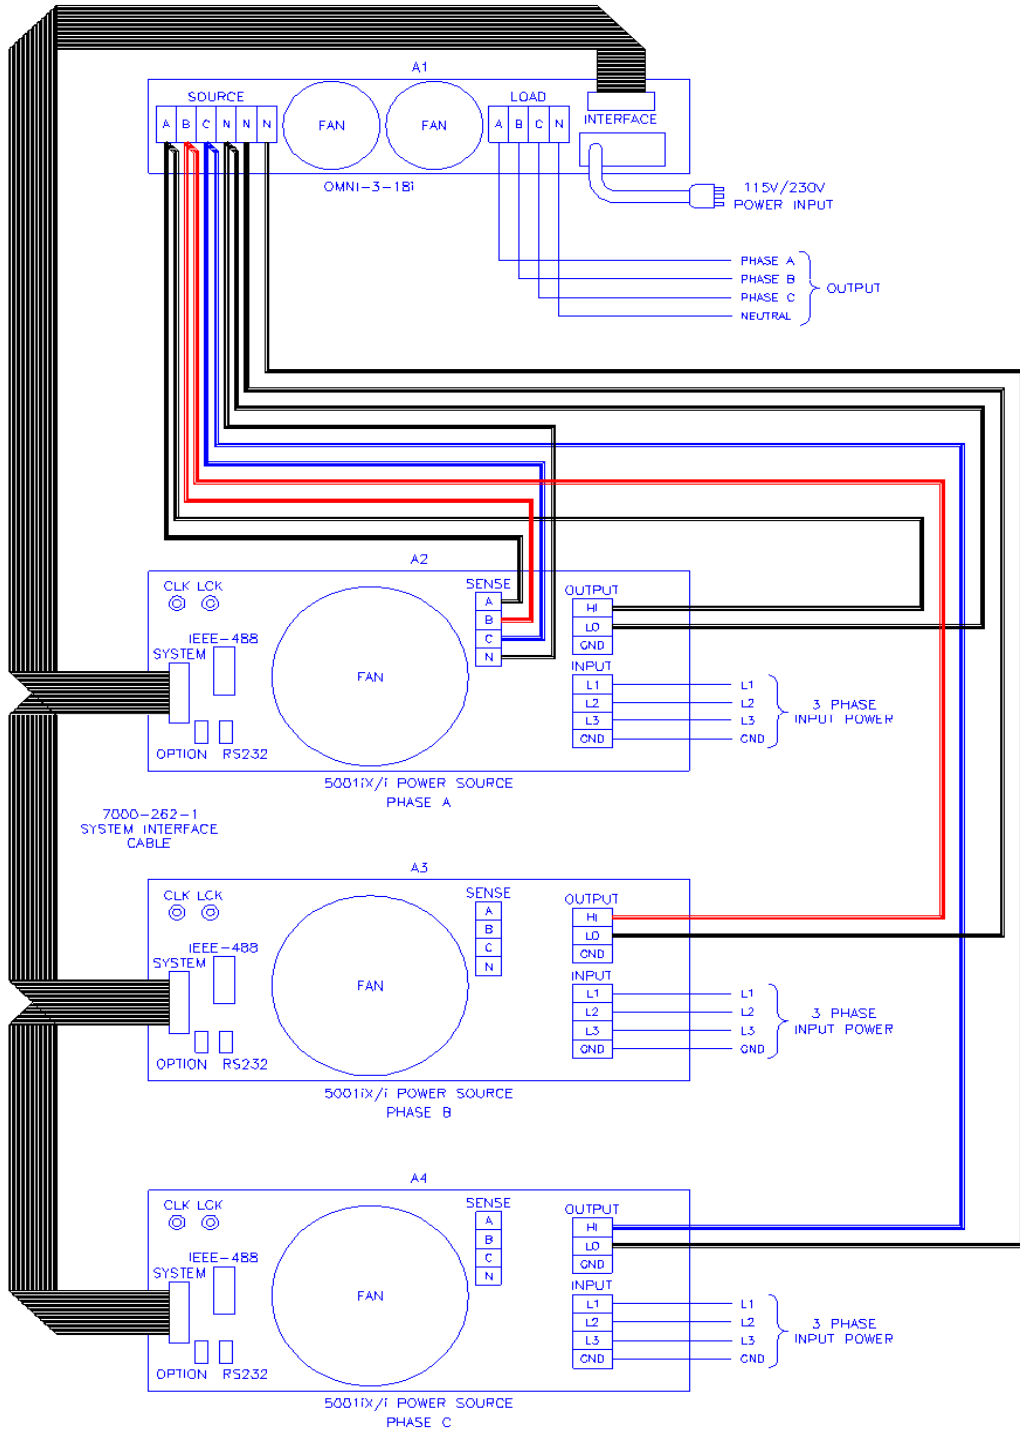 A1
SOURCE
LOAD
A B C N N N
FAN
FAN
A B C N
INTERFACE
OMNI-3-18i
115V/230V
POWER INPUT
PHASE A
PHASE B
PHASE C
NEUTRAL
OUTPUT
A2
CLK LCK
SENSE
OUTPUT
A
B
C
N
HI
LO
GND
IEEE-488
SYSTEM
FAN
INPUT
L1
L2
L3
GND
L1
L2
L3
GND
3 PHASE
INPUT POWER
OPTION RS232
5001iX/i POWER SOURCE
PHASE A
7000-262-1
SYSTEM INTERFACE
CABLE
A3
CLK LCK
SENSE
OUTPUT
A
B
C
N
HI
LO
GND
IEEE-488
SYSTEM
FAN
INPUT
L1
L2
L3
GND
L1
L2
L3
GND
3 PHASE
INPUT POWER
OPTION RS232
5001iX/i POWER SOURCE
PHASE B
A4
CLK LCK
SENSE
OUTPUT
A
B
C
N
HI
LO
GND
IEEE-488
SYSTEM
FAN
INPUT
L1
L2
L3
GND
L1
L2
L3
GND
3 PHASE
INPUT POWER
OPTION RS232
5001iX/i POWER SOURCE
PHASE C